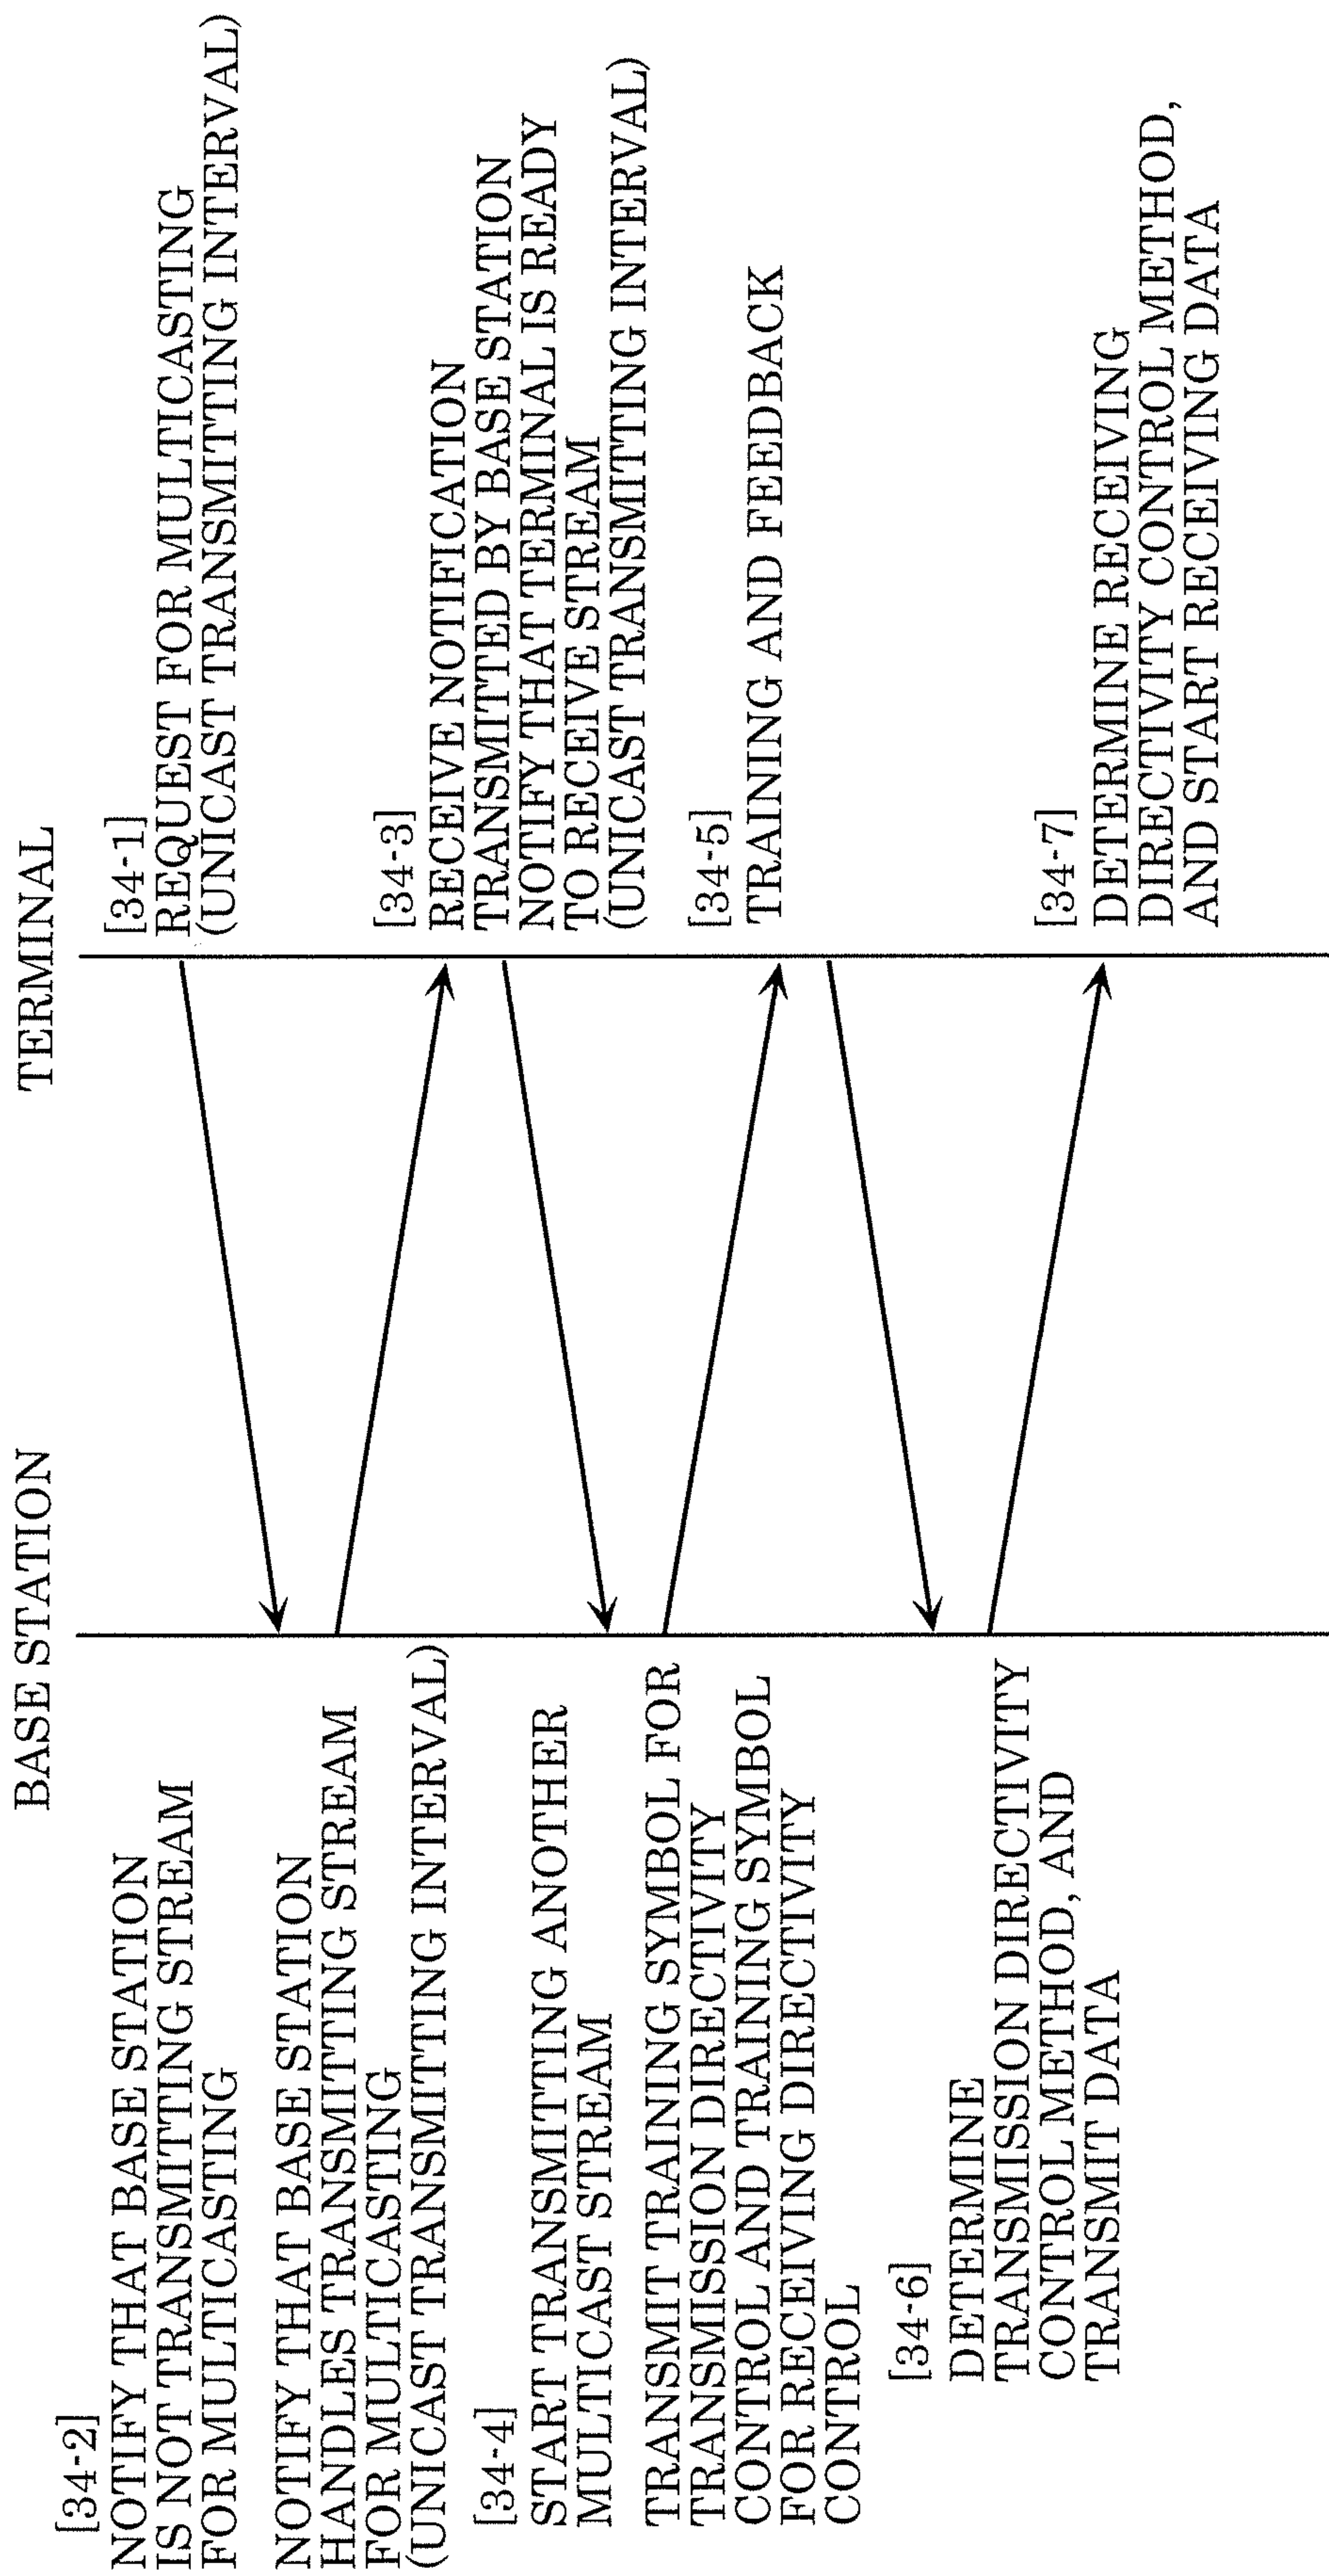 BASE STATION
TERMINAL
[34-1]
REQUEST FOR MULTICASTING
(UNICAST TRANSMITTING INTERVAL)
[34-2]
NOTIFY THAT BASE STATION
IS NOT TRANSMITTING STREAM
FOR MULTICASTING
NOTIFY THAT BASE STATION
HANDLES TRANSMITTING STREAM
FOR MULTICASTING
(UNICAST TRANSMITTING INTERVAL)
[34-3]
RECEIVE NOTIFICATION
TRANSMITTED BY BASE STATION
NOTIFY THAT TERMINAL IS READY
TO RECEIVE STREAM
(UNICAST TRANSMITTING INTERVAL)
[34-4]
START TRANSMITTING ANOTHER
MULTICAST STREAM
TRANSMIT TRAINING SYMBOL FOR
TRANSMISSION DIRECTIVITY
CONTROL AND TRAINING SYMBOL
FOR RECEIVING DIRECTIVITY
CONTROL
[34-5]
TRAINING AND FEEDBACK
[34-6]
DETERMINE
TRANSMISSION DIRECTIVITY
CONTROL METHOD, AND
TRANSMIT DATA
[34-7]
DETERMINE RECEIVING
DIRECTIVITY CONTROL METHOD,
AND START RECEIVING DATA